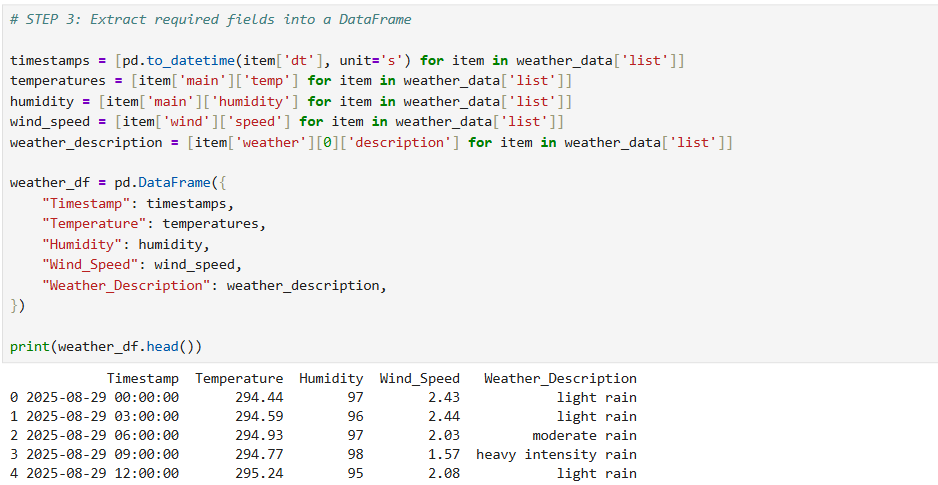 # STEP 3: Extract required fields into a DataFrame
timestamps = [pd.to_datetime(item['dt'], unit='s') for item in weather_data['list']]
temperatures = [item['main']['temp'] for item in weather_data['list']]
humidity = [item['main']['humidity'] for item in weather_data['list']]
wind_speed = [item['wind']['speed'] for item in weather_data['list']]
weather_description = [item['weather'][0]['description'] for item in weather_data['list']]
weather_df = pd.DataFrame({
    "Timestamp": timestamps,
    "Temperature": temperatures,
    "Humidity": humidity,
    "Wind_Speed": wind_speed,
    "Weather_Description": weather_description,
})
print(weather_df.head())
            Timestamp  Temperature  Humidity  Wind_Speed   Weather_Description
0 2025-08-29 00:00:00       294.44        97        2.43            light rain
1 2025-08-29 03:00:00       294.59        96        2.44            light rain
2 2025-08-29 06:00:00       294.93        97        2.03         moderate rain
3 2025-08-29 09:00:00       294.77        98        1.57  heavy intensity rain
4 2025-08-29 12:00:00       295.24        95        2.08            light rain